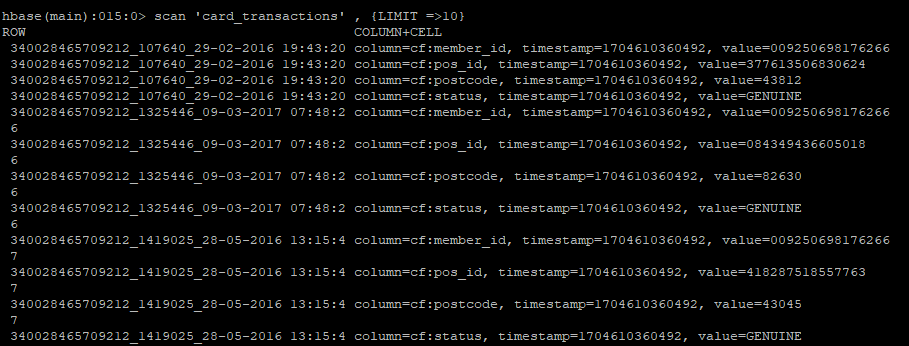 hbase(main):015:0> scan 'card_transactions' , {LIMIT =>10}
ROW COLUMN+CELL
340028465709212_107640_29-02-2016 19:43:20 column=cf:member_id, timestamp=1704610360492, value=009250698176266
340028465709212_107640_29-02-2016 19:43:20 column=cf:pos_id, timestamp=1704610360492, value=377613506830624
340028465709212_107640_29-02-2016 19:43:20 column=cf:postcode, timestamp=1704610360492, value=43812
340028465709212_107640_29-02-2016 19:43:20 column=cf:status, timestamp=1704610360492, value=GENUINE
340028465709212_1325446_09-03-2017 07:48:2 column=cf:member_id, timestamp=1704610360492, value=009250698176266
6
340028465709212_1325446_09-03-2017 07:48:2 column=cf:pos_id, timestamp=1704610360492, value=084349436605018
6
340028465709212_1325446_09-03-2017 07:48:2 column=cf:postcode, timestamp=1704610360492, value=82630
6
340028465709212_1325446_09-03-2017 07:48:2 column=cf:status, timestamp=1704610360492, value=GENUINE
6
340028465709212_1419025_28-05-2016 13:15:4 column=cf:member_id, timestamp=1704610360492, value=009250698176266
7
340028465709212_1419025_28-05-2016 13:15:4 column=cf:pos_id, timestamp=1704610360492, value=418287518557763
7
340028465709212_1419025_28-05-2016 13:15:4 column=cf:postcode, timestamp=1704610360492, value=43045
7
340028465709212_1419025_28-05-2016 13:15:4 column=cf:status, timestamp=1704610360492, value=GENUINE